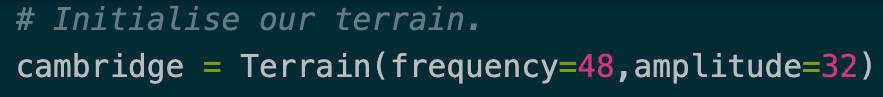 # Initialise our terrain.
cambridge = Terrain(frequency=48,amplitude=32)